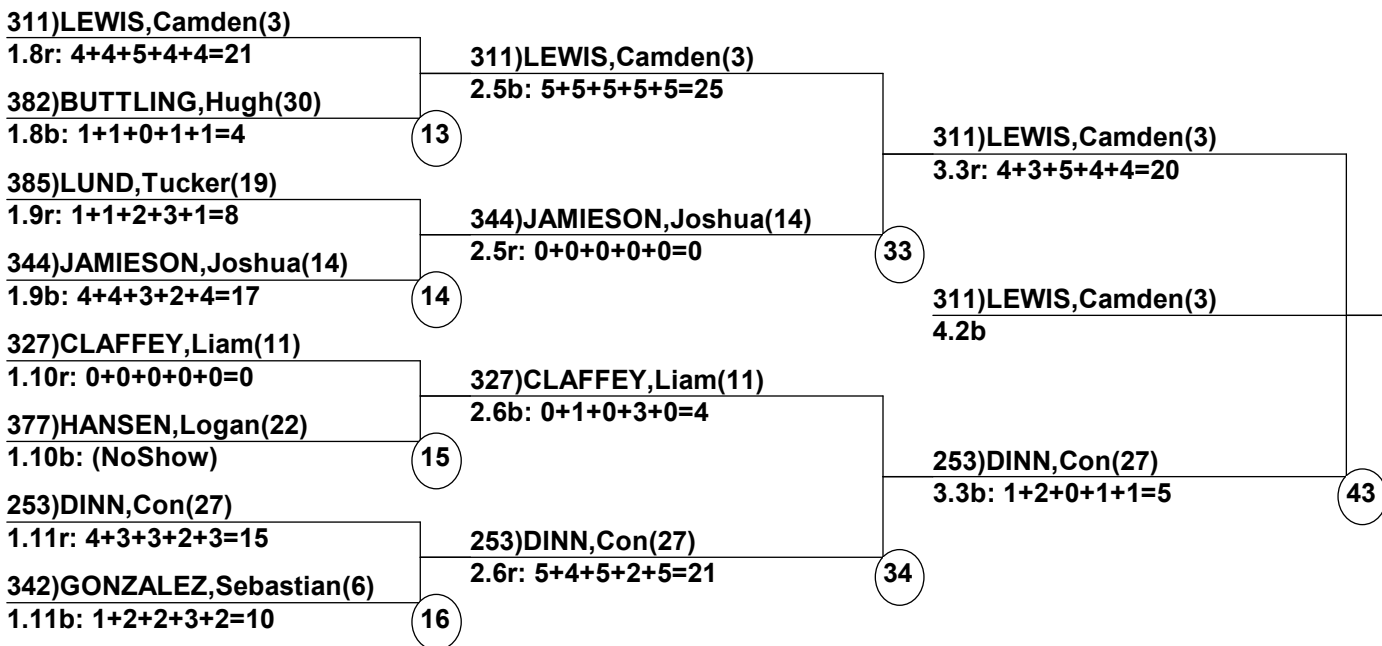 311)LEWIS,Camden(3)
1.8r: 4+4+5+4+4=21
382)BUTTLING,Hugh(30)
1.8b: 1+1+0+1+1=4
13
385)LUND,Tucker(19)
1.9r: 1+1+2+3+1=8
344)JAMIESON,Joshua(14)
1.9b: 4+4+3+2+4=17
14
327)CLAFFEY,Liam(11)
1.10r: 0+0+0+0+0=0
377)HANSEN,Logan(22)
1.10b: (NoShow)
15
253)DINN,Con(27)
1.11r: 4+3+3+2+3=15
342)GONZALEZ,Sebastian(6)
1.11b: 1+2+2+3+2=10
16
311)LEWIS,Camden(3)
2.5b: 5+5+5+5+5=25
344)JAMIESON,Joshua(14)
2.5r: 0+0+0+0+0=0
33
327)CLAFFEY,Liam(11)
2.6b: 0+1+0+3+0=4
253)DINN,Con(27)
2.6r: 5+4+5+2+5=21
34
311)LEWIS,Camden(3)
3.3r: 4+3+5+4+4=20
311)LEWIS,Camden(3)
4.2b
253)DINN,Con(27)
3.3b: 1+2+0+1+1=5
43